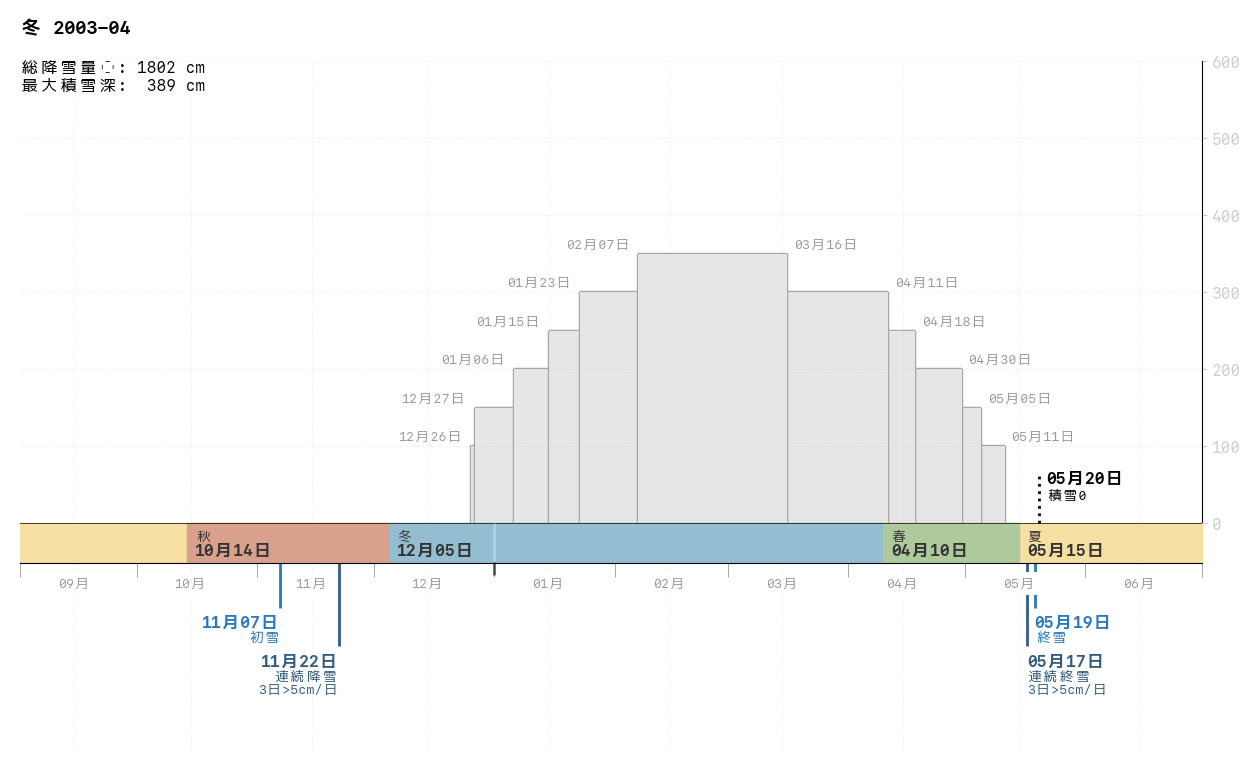 冬 2003-04
総降雪量: 1802 cm
最大積雪深: 389 cm
600
500
400
300
200
100
0
02月07日
03月16日
01月23日
04月11日
01月15日
04月18日
01月06日
04月30日
12月27日
05月05日
12月26日
05月11日
05月20日
積雪0
秋
10月14日
冬
12月05日
春
04月10日
夏
05月15日
09月
10月
11月
12月
01月
02月
03月
04月
05月
06月
11月07日
初雪
11月22日
連続降雪
3日>5cm/日
05月19日
終雪
05月17日
連続終雪
3日>5cm/日